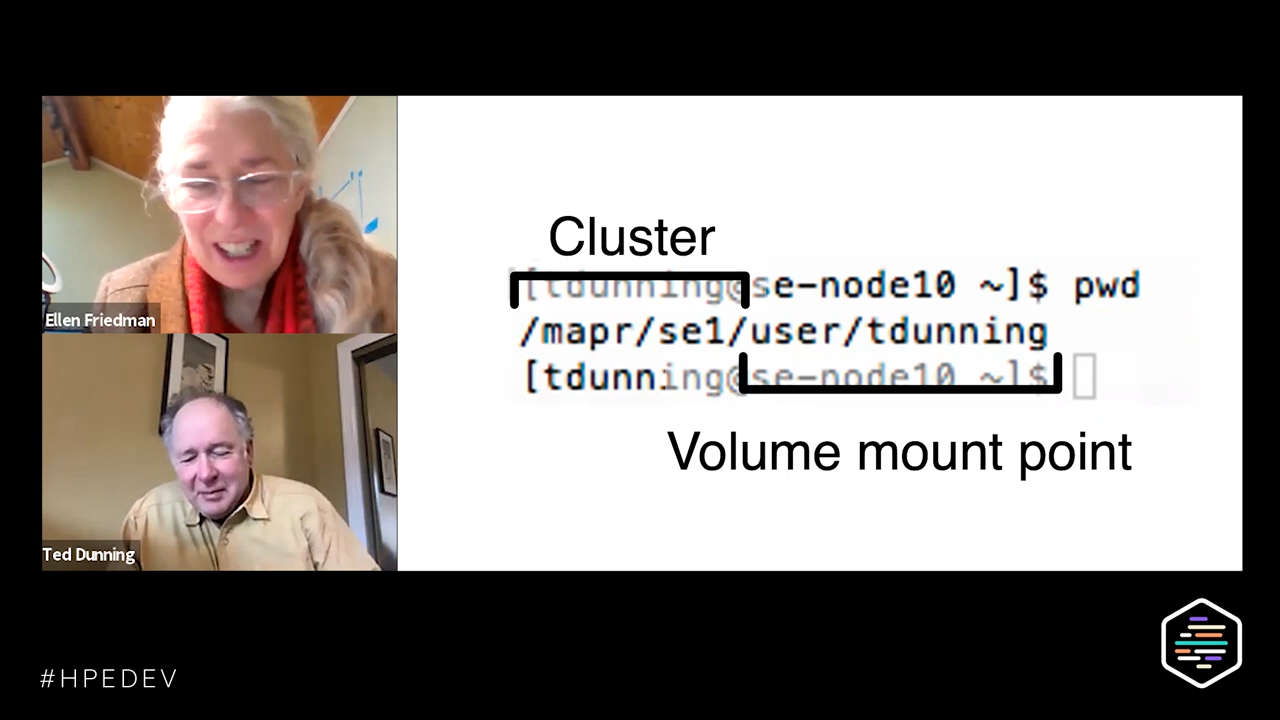 Ellen Friedman
Ted Dunning
Cluster
[tdunning@se-node10 ~]$ pwd
/mapr/se1/user/tdunning
[tdunning@se-node10 ~]$
Volume mount point
#HPEDEV